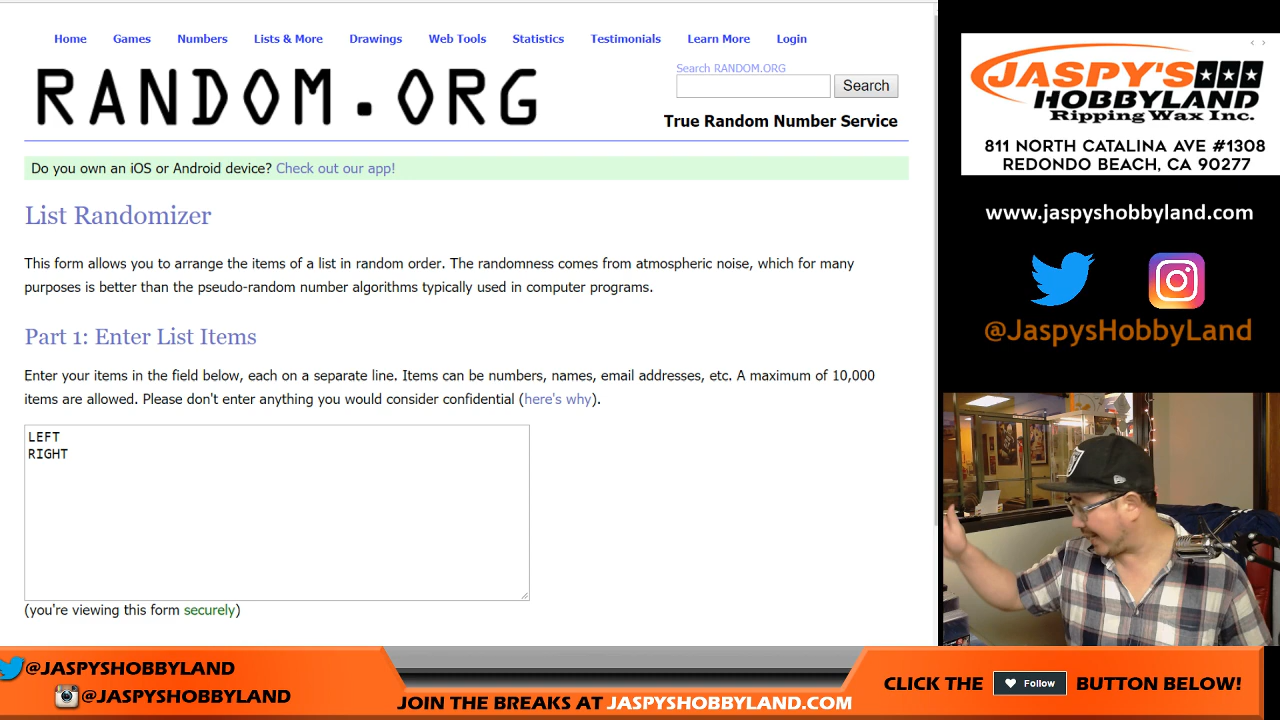 Home Games Numbers Lists & More Drawings Web Tools Statistics Testimonials Learn More Login
RANDOM.ORG
Search RANDOM.ORG
Search
True Random Number Service
Do you own an iOS or Android device? Check out our app!
List Randomizer
This form allows you to arrange the items of a list in random order. The randomness comes from atmospheric noise, which for many
purposes is better than the pseudo-random number algorithms typically used in computer programs.
Part 1: Enter List Items
Enter your items in the field below, each on a separate line. Items can be numbers, names, email addresses, etc. A maximum of 10,000
items are allowed. Please don't enter anything you would consider confidential (here's why).
LEFT
RIGHT
(you're viewing this form securely)
JASPY'S
HOBBYLAND
Ripping Wax Inc.
811 NORTH CATALINA AVE #1308
REDONDO BEACH, CA 90277
www.jaspyshobbyland.com
@JaspysHobbyLand
@JASPYSHOBBYLAND
@JASPYSHOBBYLAND
JOIN THE BREAKS AT JASPYSHOBBYLAND.COM
CLICK THE Follow BUTTON BELOW!